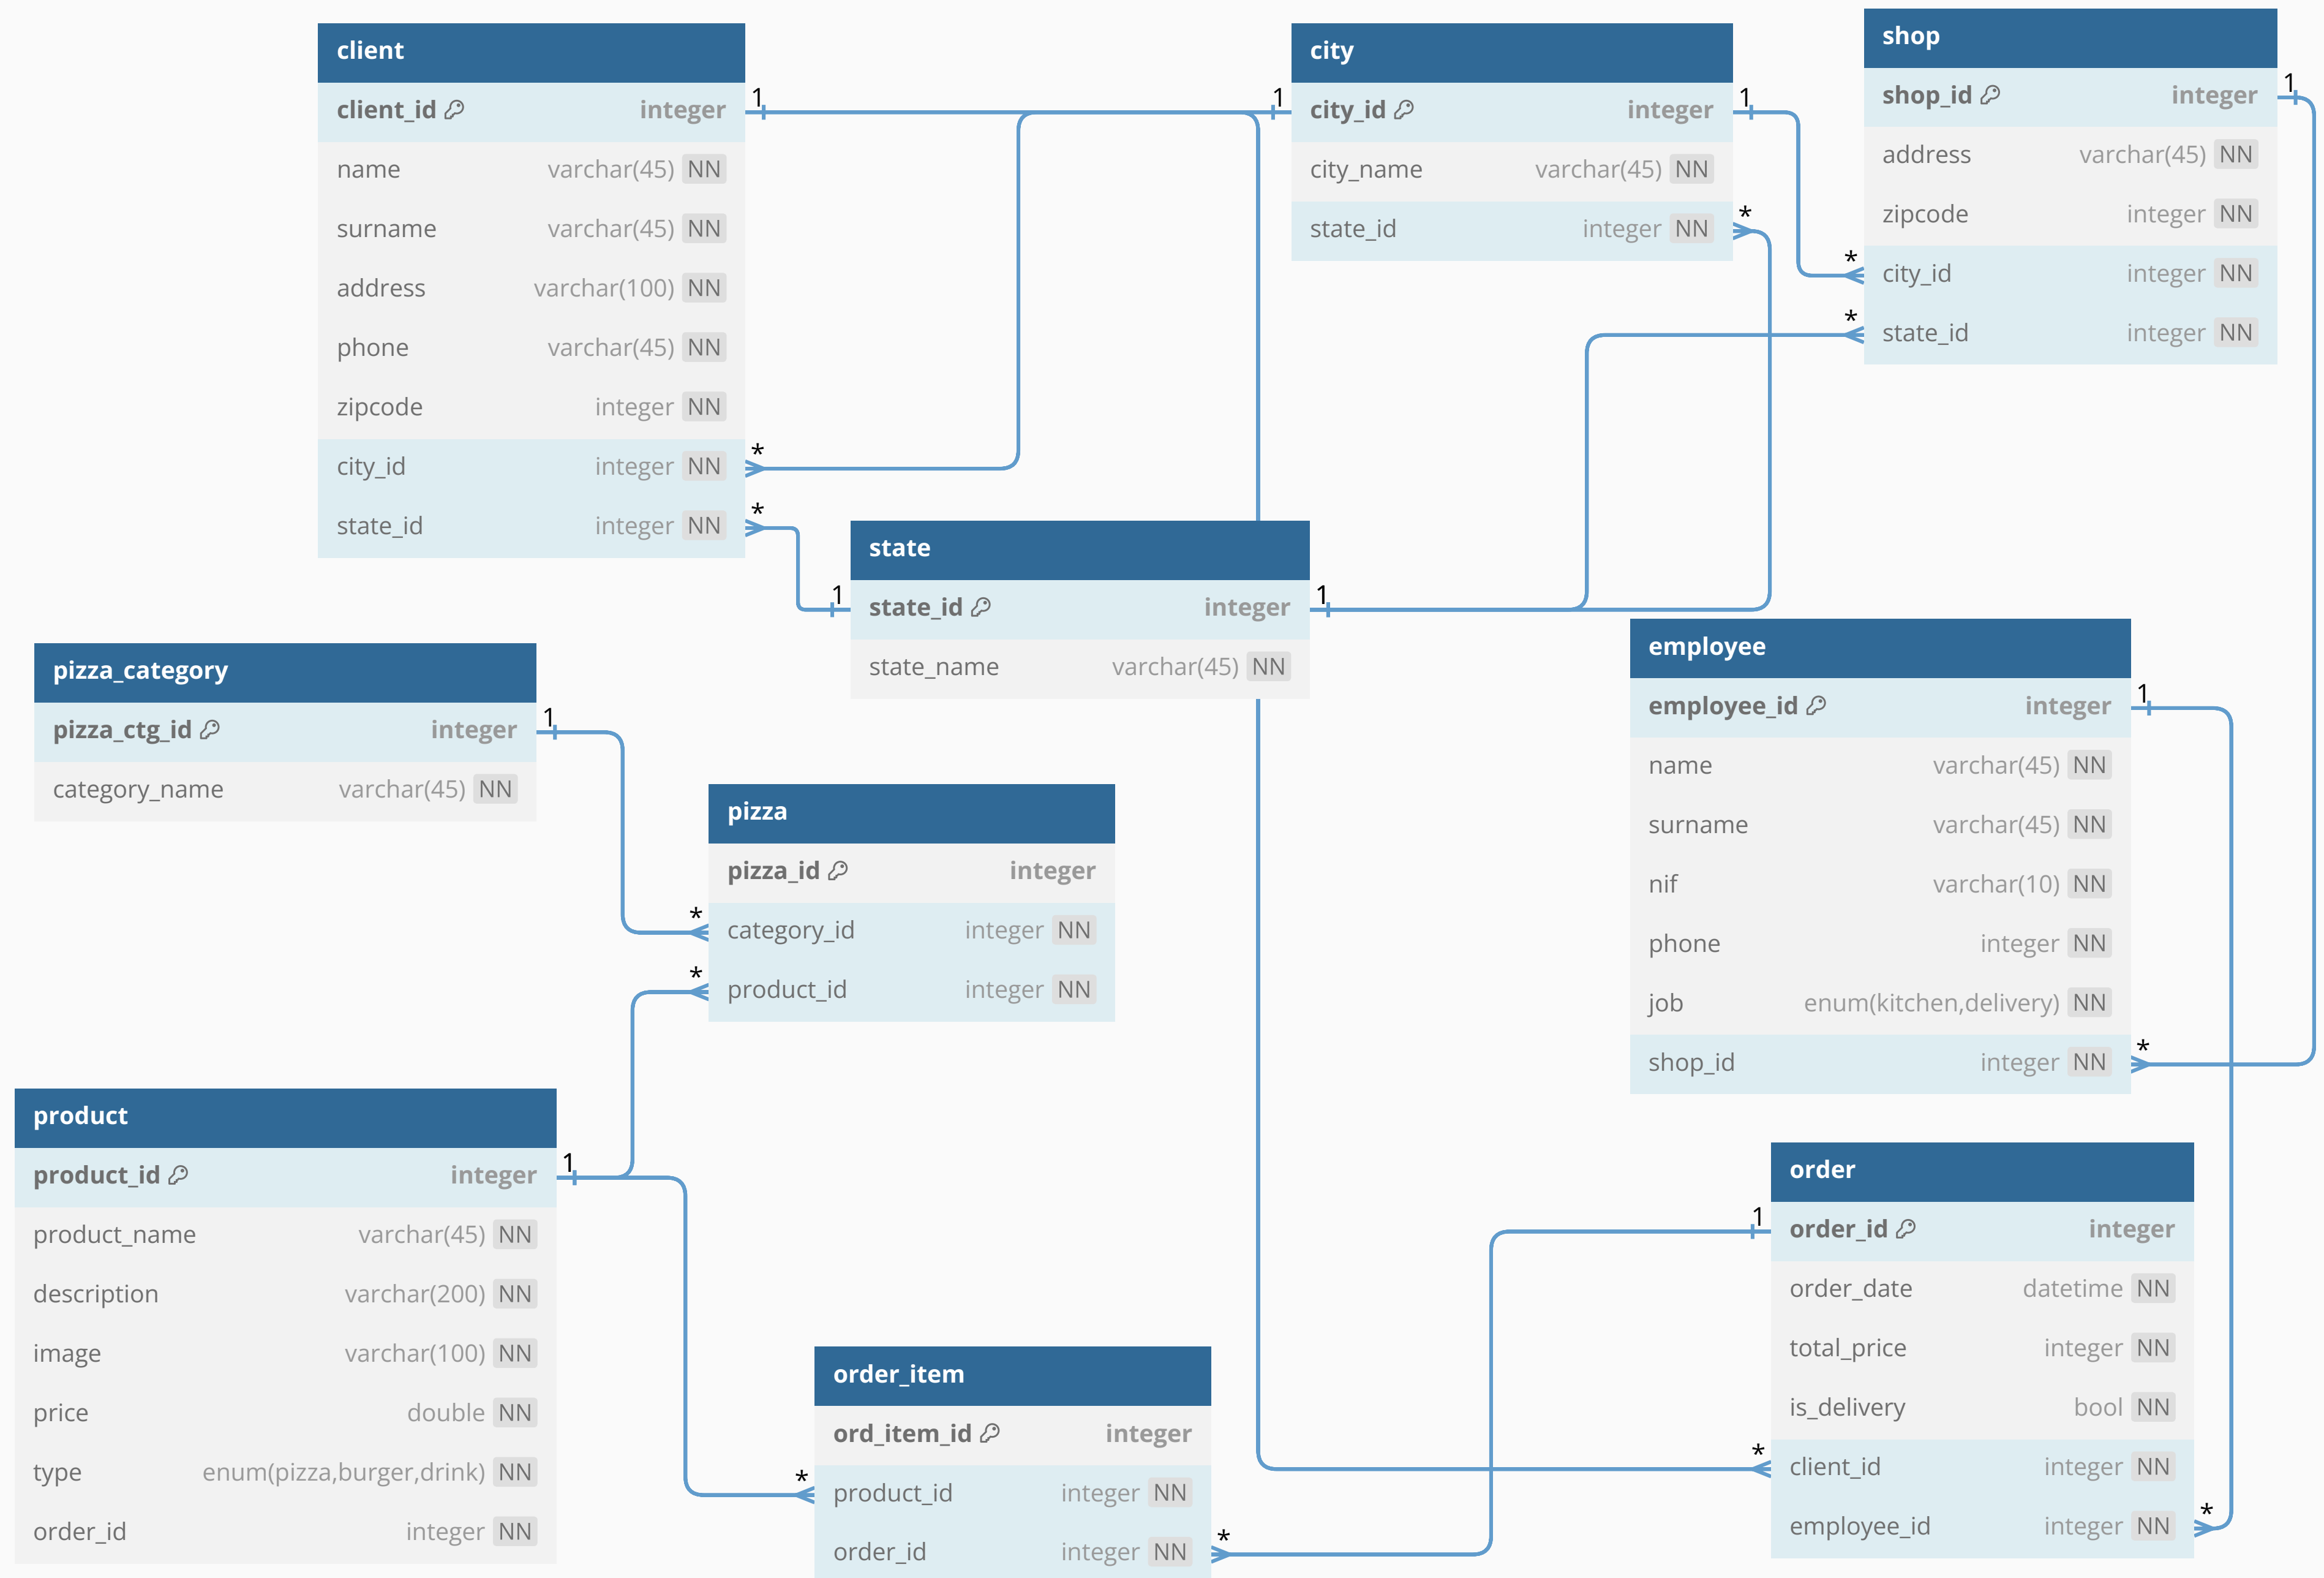 client
client_id integer
name varchar(45) NN
surname varchar(45) NN
address varchar(100) NN
phone varchar(45) NN
zipcode integer NN
city_id integer NN
state_id integer NN
1
*
*
city
city_id integer
city_name varchar(45) NN
state_id integer NN
1
1
*
shop
shop_id integer
address varchar(45) NN
zipcode integer NN
city_id integer NN
state_id integer NN
1
*
*
state
state_id integer
state_name varchar(45) NN
1
1
pizza_category
pizza_ctg_id integer
category_name varchar(45) NN
1
employee
employee_id integer
name varchar(45) NN
surname varchar(45) NN
nif varchar(10) NN
phone integer NN
job enum(kitchen,delivery) NN
shop_id integer NN
1
*
pizza
pizza_id integer
category_id integer NN
product_id integer NN
*
*
product
product_id integer
product_name varchar(45) NN
description varchar(200) NN
image varchar(100) NN
price double NN
type enum(pizza,burger,drink) NN
order_id integer NN
1
order
order_id integer
order_date datetime NN
total_price integer NN
is_delivery bool NN
client_id integer NN
employee_id integer NN
1
*
*
order_item
ord_item_id integer
product_id integer NN
order_id integer NN
*
*